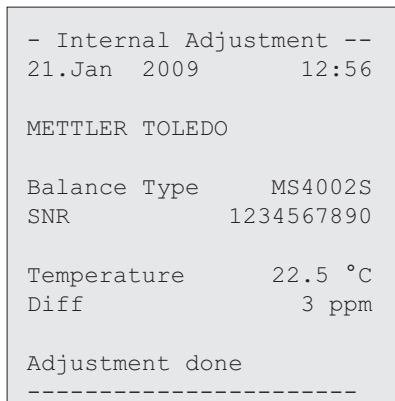 - Internal Adjustment --
21.Jan 2009 12:56
METTLER TOLEDO
Balance Type MS4002S
SNR 1234567890
Temperature 22.5 °C
Diff 3 ppm
Adjustment done
-----------------------